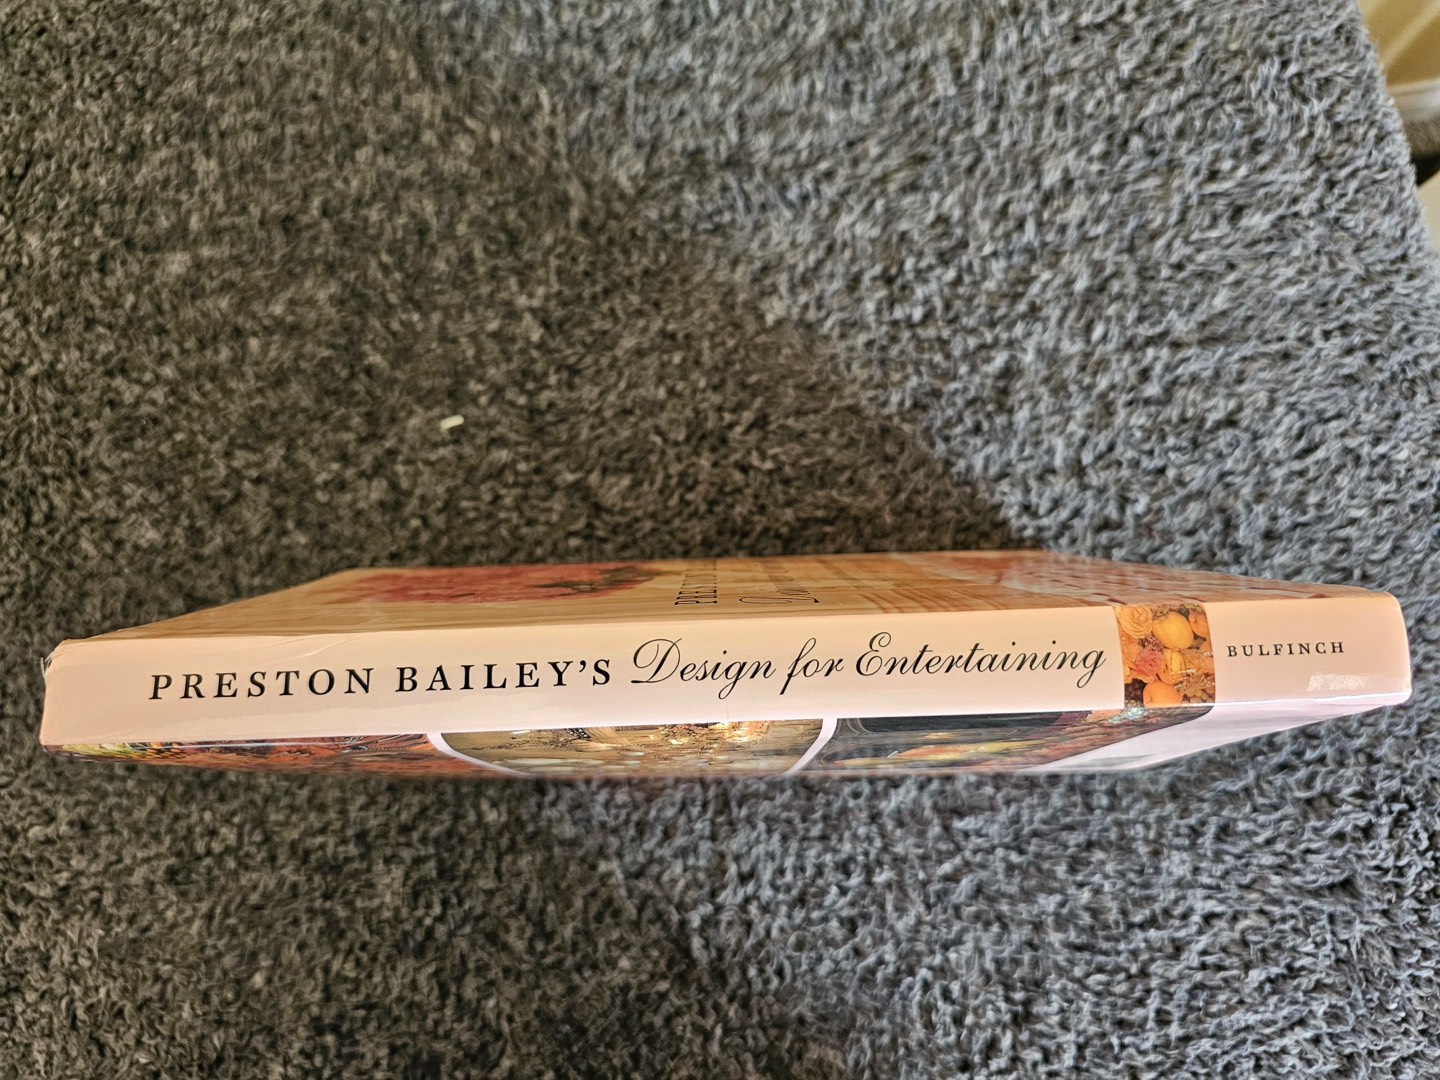 PRESTON BAILEY'S Design for Entertaining
BULFINCH